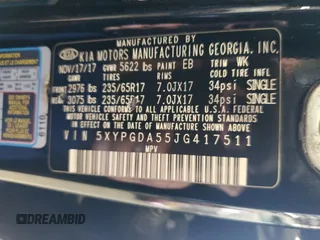 MANUFACTURED BY
KIA KIA MOTORS MANUFACTURING GEORGIA, INC.
NOV/17/17 GVWR 5622 lbs PAINT EB TRIM WK
GAWR TIRES RIMS COLD TIRE INFL.
FRONT 2976 lbs 235/65R17 7.0JX17 34psi SINGLE
REAR 3075 lbs 235/65R17 7.0JX17 34psi SINGLE
THIS VEHICLE CONFORMS TO ALL APPLICABLE U.S.A. FEDERAL
MOTOR VEHICLE SAFETY AND THEFT PREVENTION STANDARDS
IN EFFECT ON THE DATE OF MANUFACTURE SHOWN ABOVE.
VIN 5XYPGDA55JG417511
MPV
6110
DREAMBID